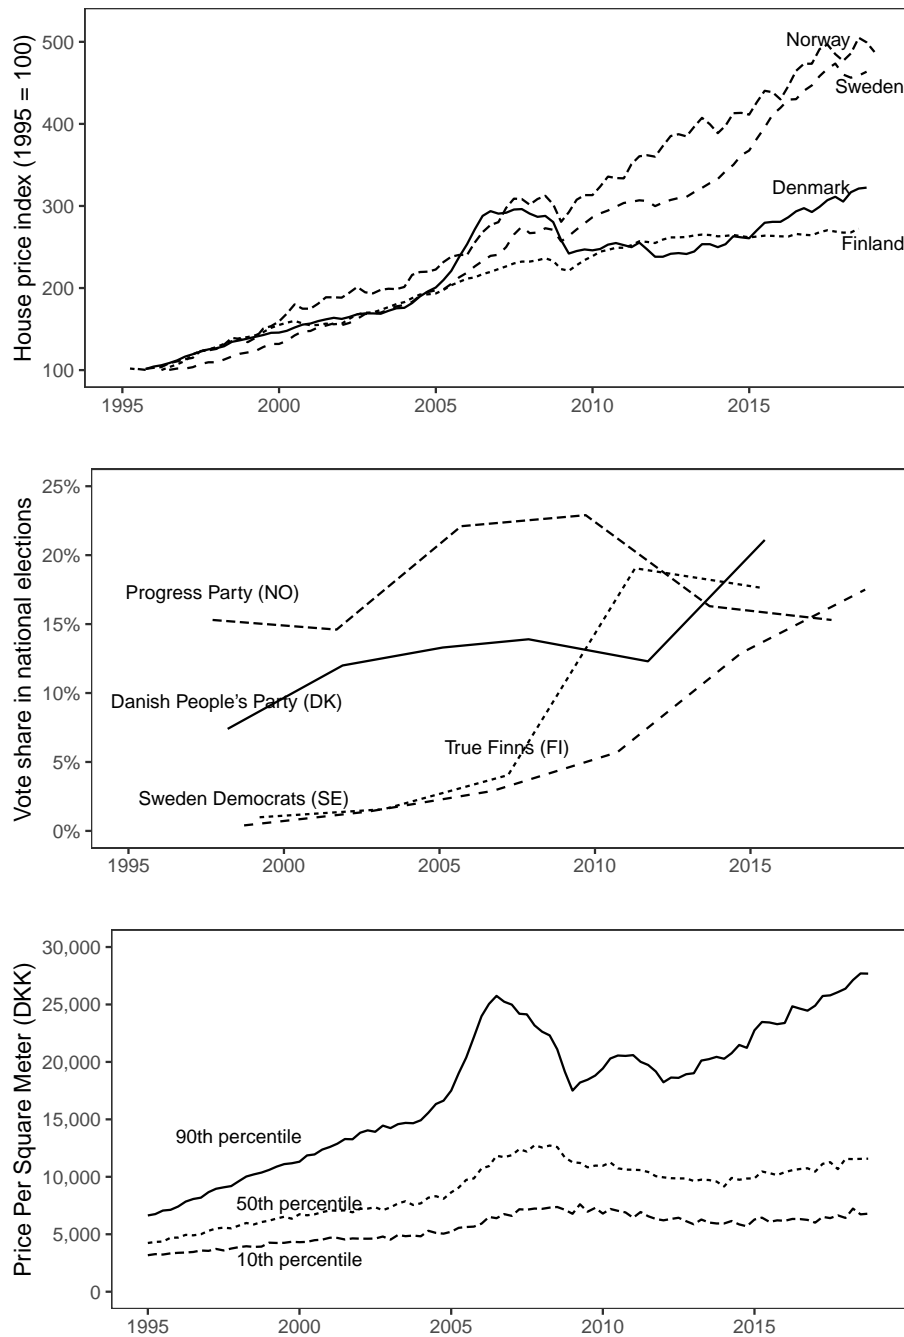 House price index (1995 = 100)
500
400
300
200
100
Norway
Sweden
Denmark
Finland
1995
2000
2005
2010
2015
Vote share in national elections
25%
20%
15%
10%
5%
0%
Progress Party (NO)
Danish People's Party (DK)
True Finns (FI)
Sweden Democrats (SE)
1995
2000
2005
2010
2015
Price Per Square Meter (DKK)
30,000
25,000
20,000
15,000
10,000
5,000
0
90th percentile
50th percentile
10th percentile
1995
2000
2005
2010
2015